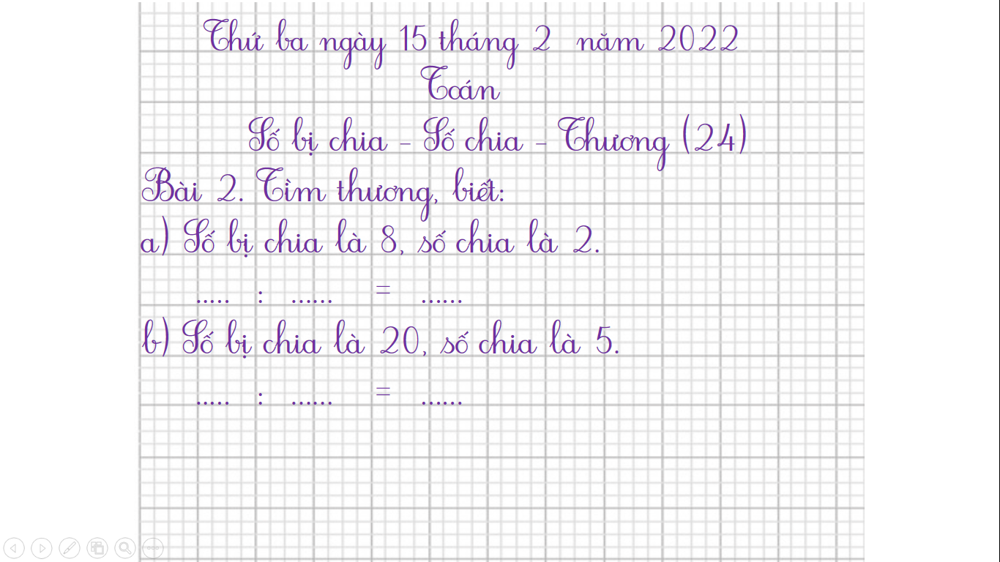 Thứ ba ngày 15 tháng 2 năm 2022
Toán
Số bị chia - Số chia - Thương (24)
Bài 2. Tìm thương, biết:
a) Số bị chia là 8, số chia là 2.
..... : ...... = ......
b) Số bị chia là 20, số chia là 5.
..... : ...... = ......